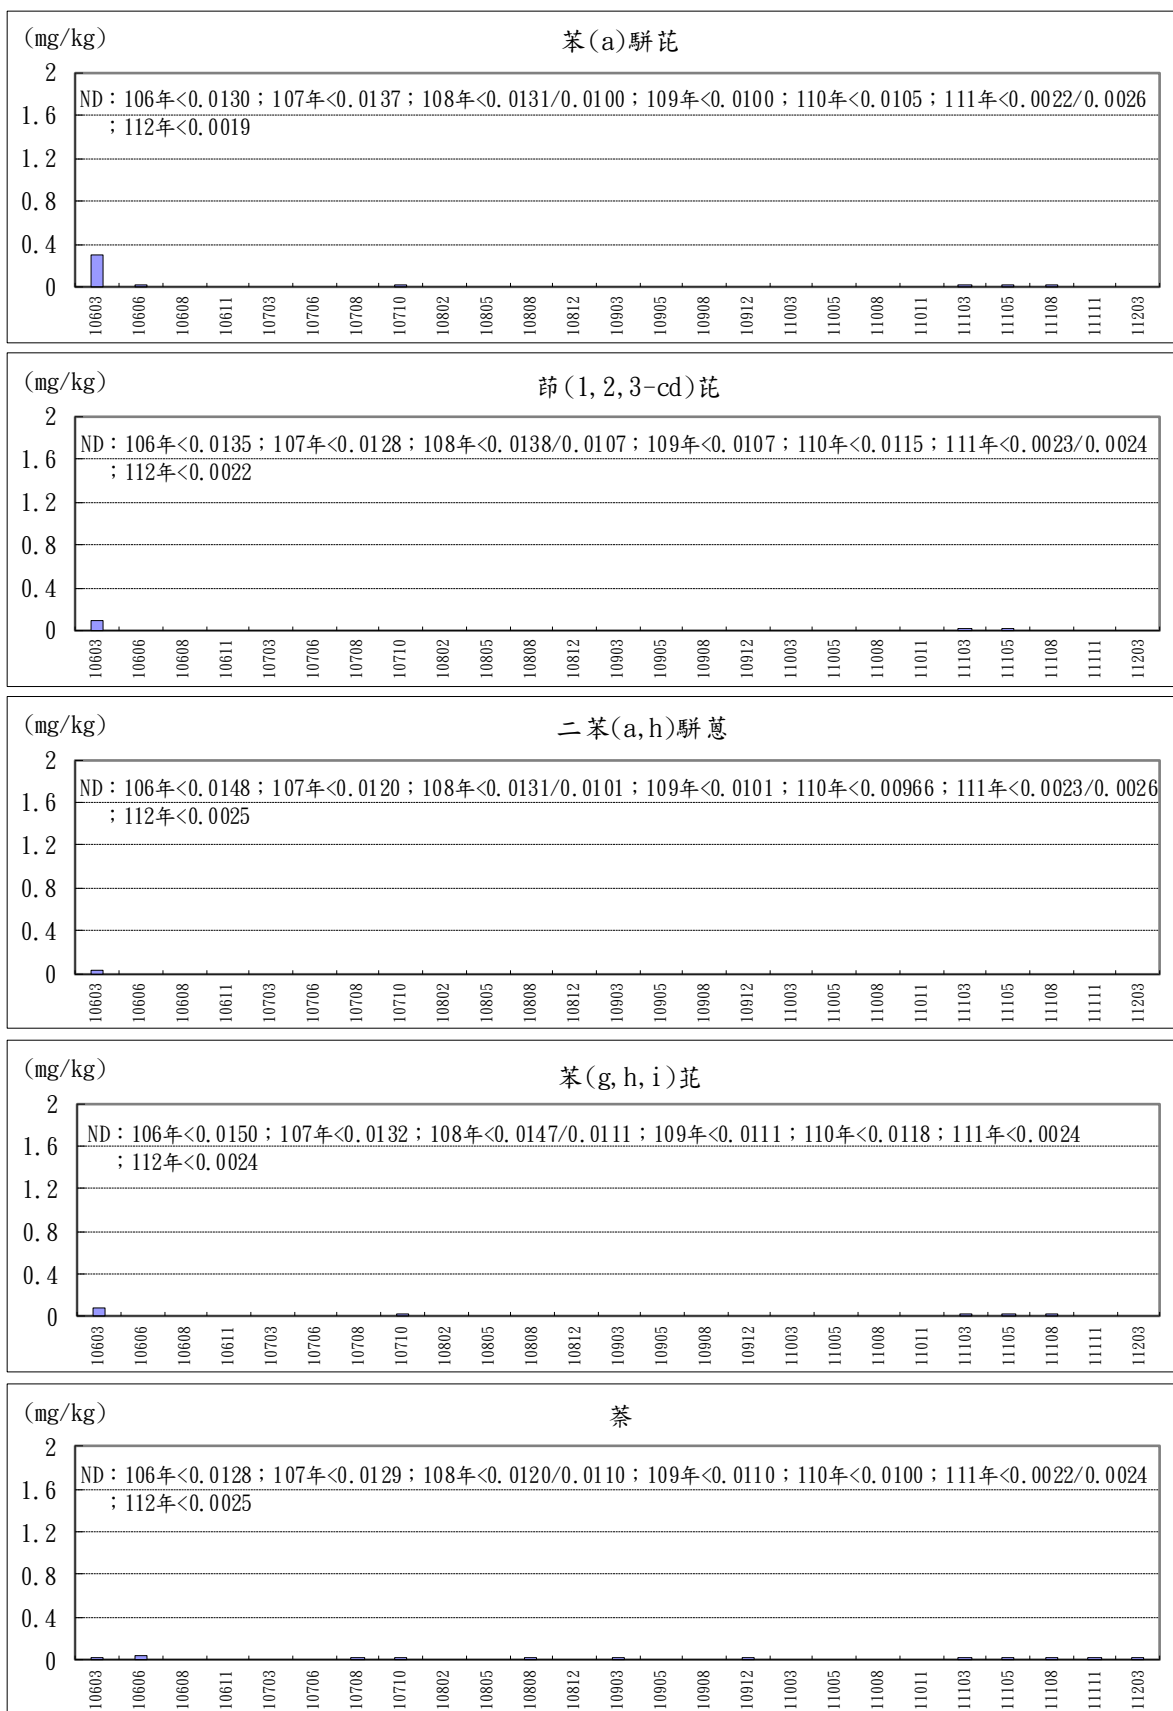 (mg/kg)
苯(a)駢芘
2
ND：106年<0.0130；107年<0.0137；108年<0.0131/0.0100；109年<0.0100；110年<0.0105；111年<0.0022/0.0026
；112年<0.0019
1.6
1.2
0.8
0.4
0
10603 10606 10608 10611 10703 10706 10708 10710 10802 10805 10808 10812 10903 10905 10908 10912 11003 11005 11008 11011 11103 11105 11108 11111 11203
(mg/kg)
茚(1,2,3-cd)芘
2
ND：106年<0.0135；107年<0.0128；108年<0.0138/0.0107；109年<0.0107；110年<0.0115；111年<0.0023/0.0024
；112年<0.0022
1.6
1.2
0.8
0.4
0
10603 10606 10608 10611 10703 10706 10708 10710 10802 10805 10808 10812 10903 10905 10908 10912 11003 11005 11008 11011 11103 11105 11108 11111 11203
(mg/kg)
二苯(a,h)駢蒽
2
ND：106年<0.0148；107年<0.0120；108年<0.0131/0.0101；109年<0.0101；110年<0.00966；111年<0.0023/0.0026
；112年<0.0025
1.6
1.2
0.8
0.4
0
10603 10606 10608 10611 10703 10706 10708 10710 10802 10805 10808 10812 10903 10905 10908 10912 11003 11005 11008 11011 11103 11105 11108 11111 11203
(mg/kg)
苯(g,h,i)苝
2
ND：106年<0.0150；107年<0.0132；108年<0.0147/0.0111；109年<0.0111；110年<0.0118；111年<0.0024
；112年<0.0024
1.6
1.2
0.8
0.4
0
10603 10606 10608 10611 10703 10706 10708 10710 10802 10805 10808 10812 10903 10905 10908 10912 11003 11005 11008 11011 11103 11105 11108 11111 11203
(mg/kg)
萘
2
ND：106年<0.0128；107年<0.0129；108年<0.0120/0.0110；109年<0.0110；110年<0.0100；111年<0.0022/0.0024
；112年<0.0025
1.6
1.2
0.8
0.4
0
10603 10606 10608 10611 10703 10706 10708 10710 10802 10805 10808 10812 10903 10905 10908 10912 11003 11005 11008 11011 11103 11105 11108 11111 11203